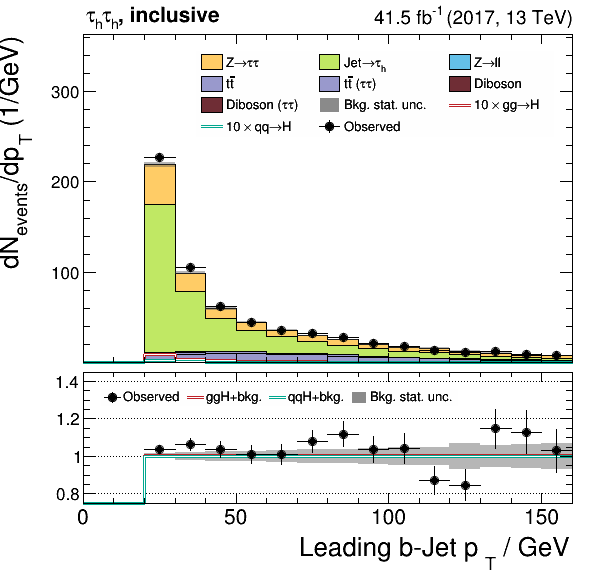 τhτh, inclusive 41.5 fb-1 (2017, 13 TeV)
dNevents/dpT (1/GeV)
Z→ττ Jet→τh Z→ll
tt̅ tt̅ (ττ) Diboson
Diboson (ττ) Bkg. stat. unc. 10 × gg→H
10 × qq→H Observed
300
200
100
1.4
Observed ggH+bkg. qqH+bkg. Bkg. stat. unc.
1.2
1
0.8
0 50 100 150
Leading b-Jet pT / GeV